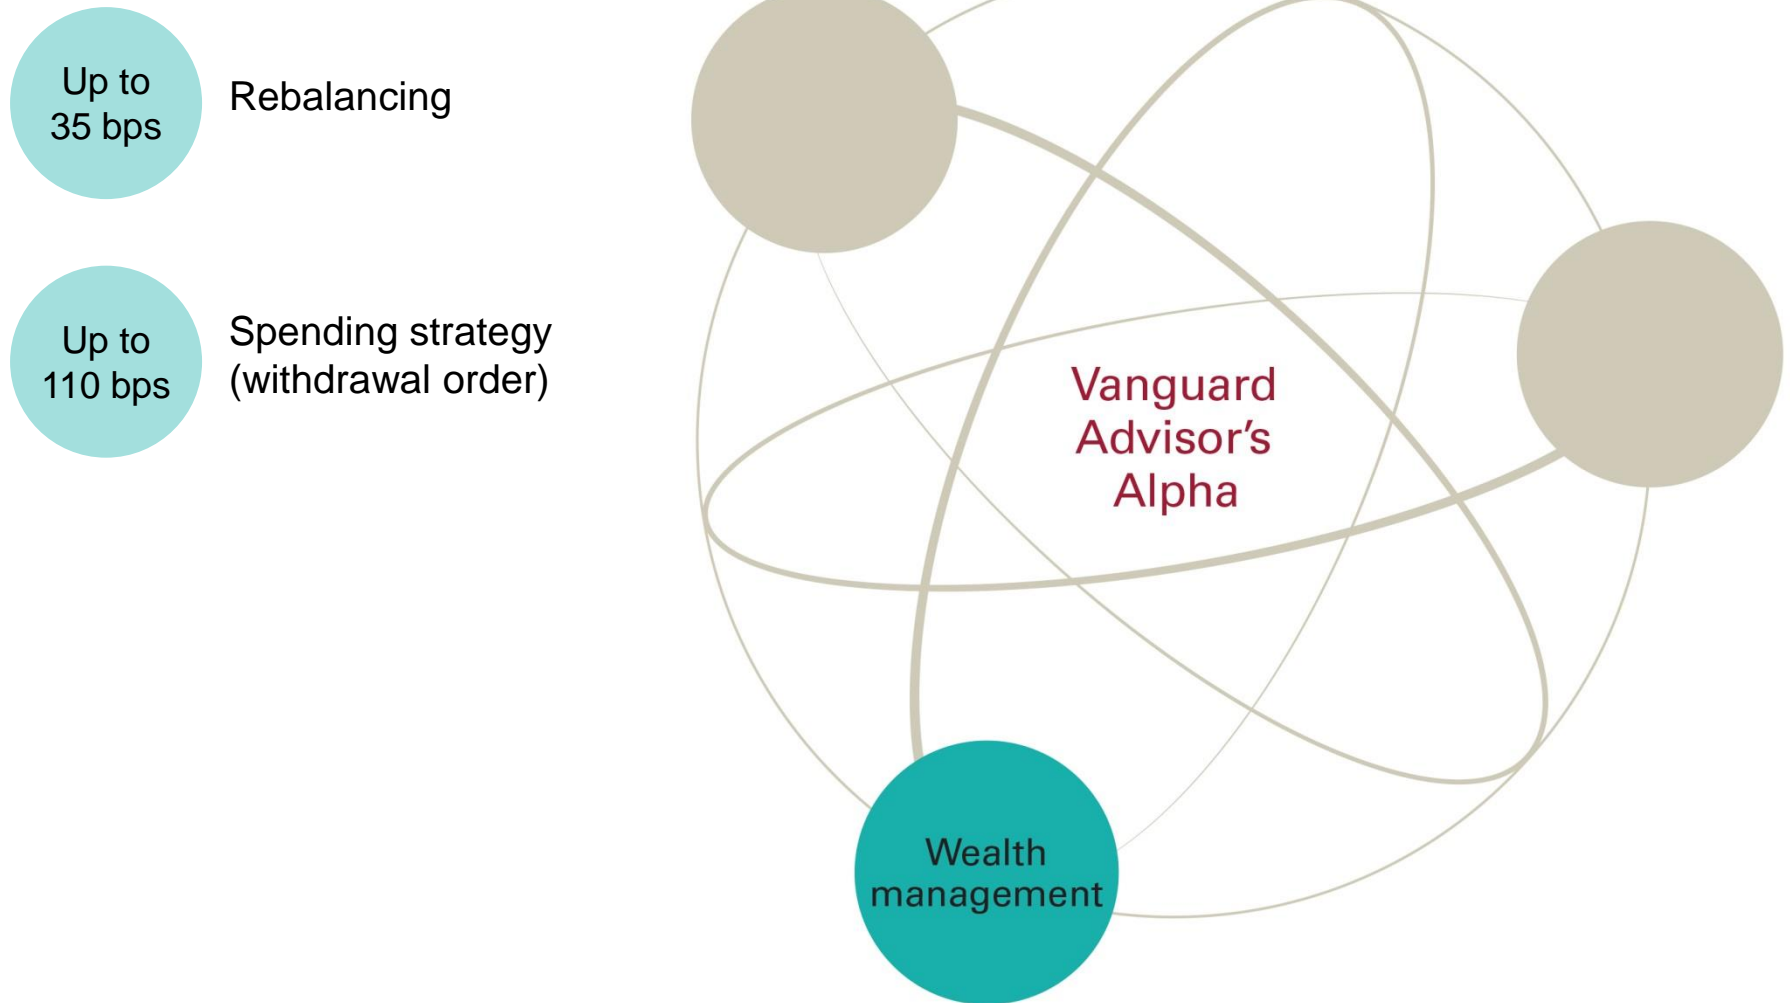 Up to
35 bps
Rebalancing
Up to
110 bps
Spending strategy
(withdrawal order)
Vanguard
Advisor’s
Alpha
Wealth
management